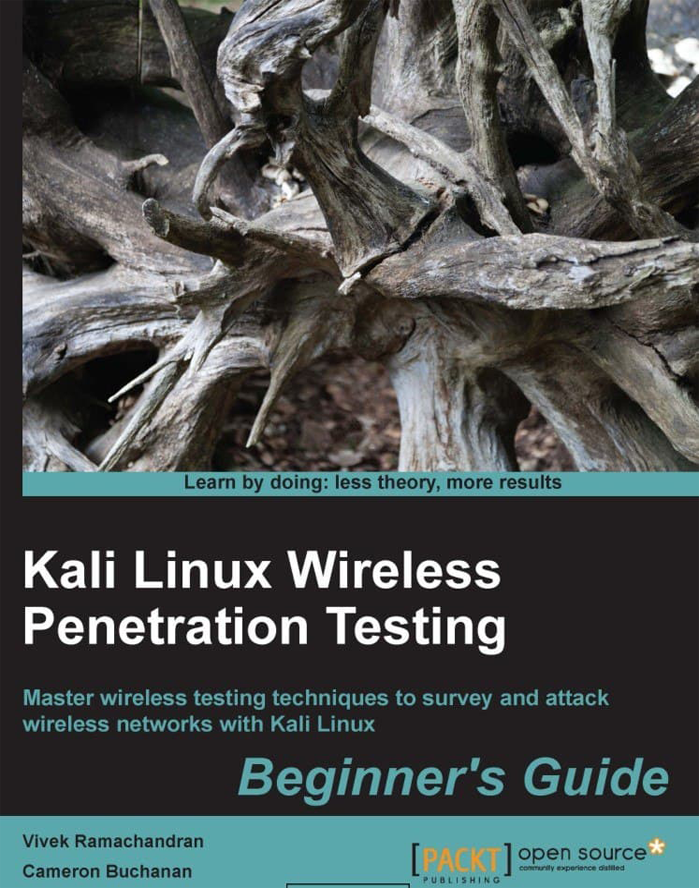 Learn by doing: less theory, more results
Kali Linux Wireless
Penetration Testing
Master wireless testing techniques to survey and attack
wireless networks with Kali Linux
Beginner's Guide
Vivek Ramachandran
Cameron Buchanan
[PACKT] open source*
PUBLISHING community experience distilled